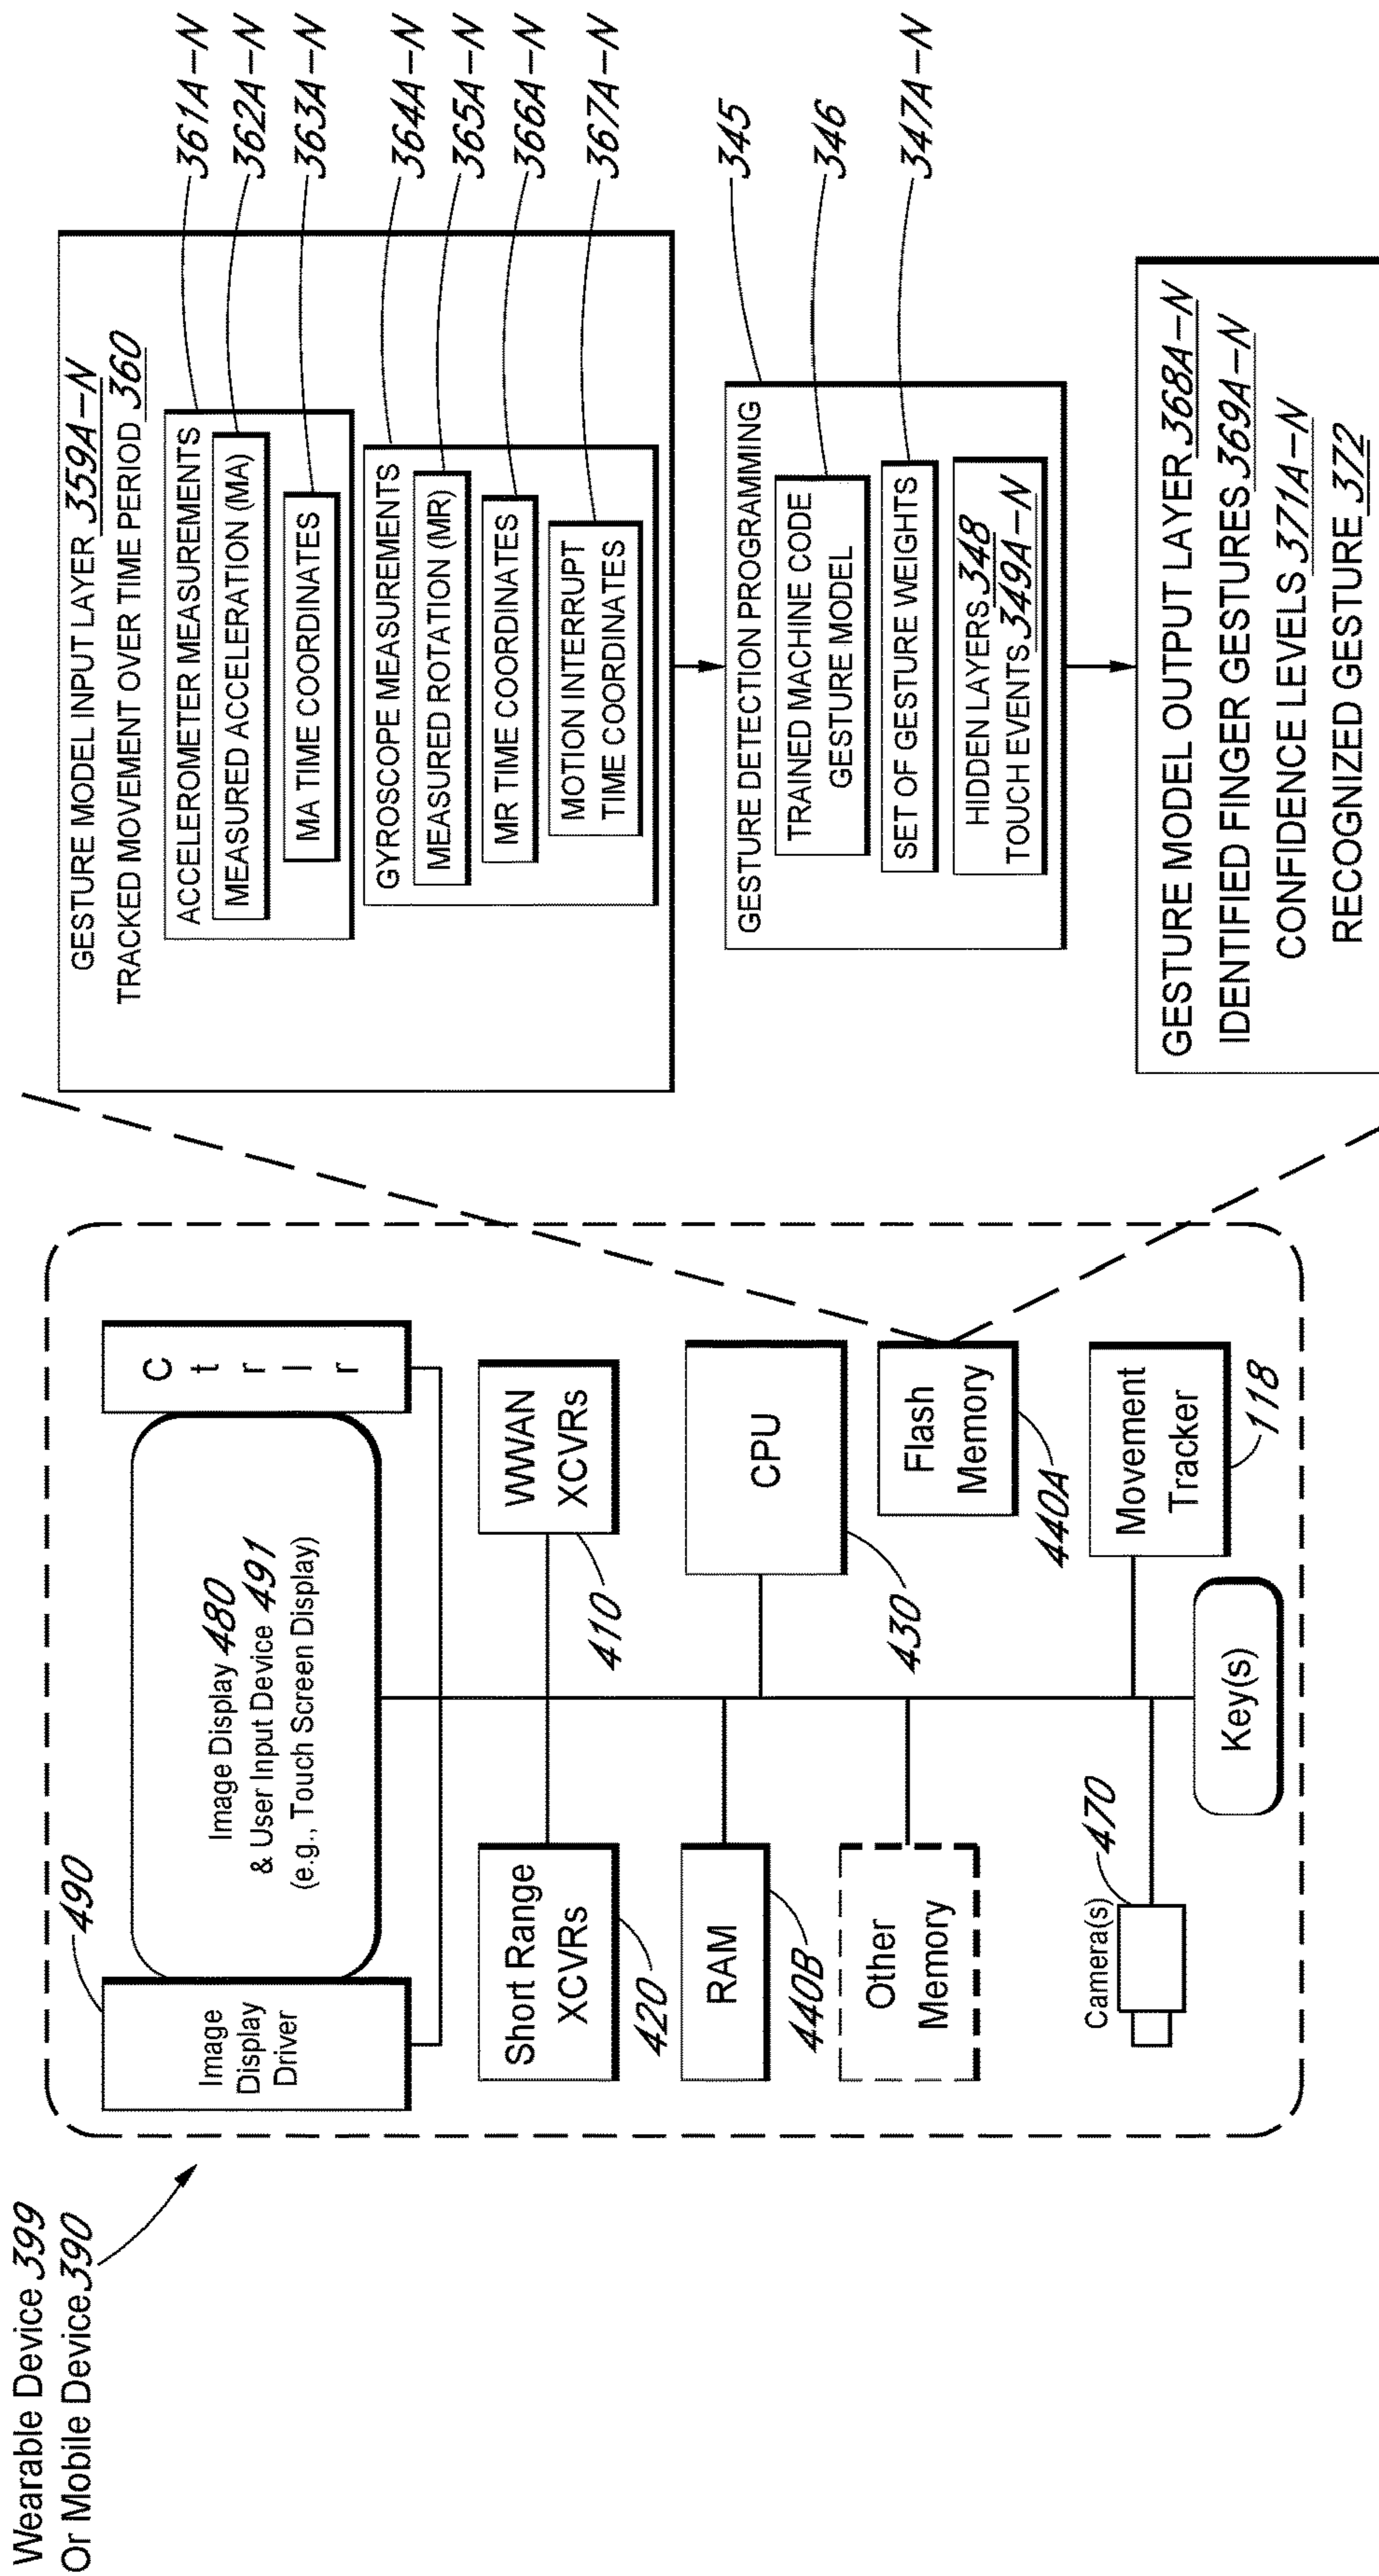 Wearable Device 399
Or Mobile Device 390
490
Image
Display
Driver
Image Display 480
& User Input Device 491
(e.g., Touch Screen Display)
C
t
r
l
r
Short Range
XCVRs
420
WWAN
XCVRs
410
RAM
440B
CPU
430
Other
Memory
Flash
Memory
440A
Camera(s)
470
Movement
Tracker
118
Key(s)
GESTURE MODEL INPUT LAYER 359A-N
TRACKED MOVEMENT OVER TIME PERIOD 360
ACCELEROMETER MEASUREMENTS
361A-N
MEASURED ACCELERATION (MA)
362A-N
MA TIME COORDINATES
363A-N
GYROSCOPE MEASUREMENTS
364A-N
MEASURED ROTATION (MR)
365A-N
MR TIME COORDINATES
366A-N
MOTION INTERRUPT
TIME COORDINATES
367A-N
GESTURE DETECTION PROGRAMMING
345
TRAINED MACHINE CODE
GESTURE MODEL
346
SET OF GESTURE WEIGHTS
347A-N
HIDDEN LAYERS 348
TOUCH EVENTS 349A-N
GESTURE MODEL OUTPUT LAYER 368A-N
IDENTIFIED FINGER GESTURES 369A-N
CONFIDENCE LEVELS 371A-N
RECOGNIZED GESTURE 372